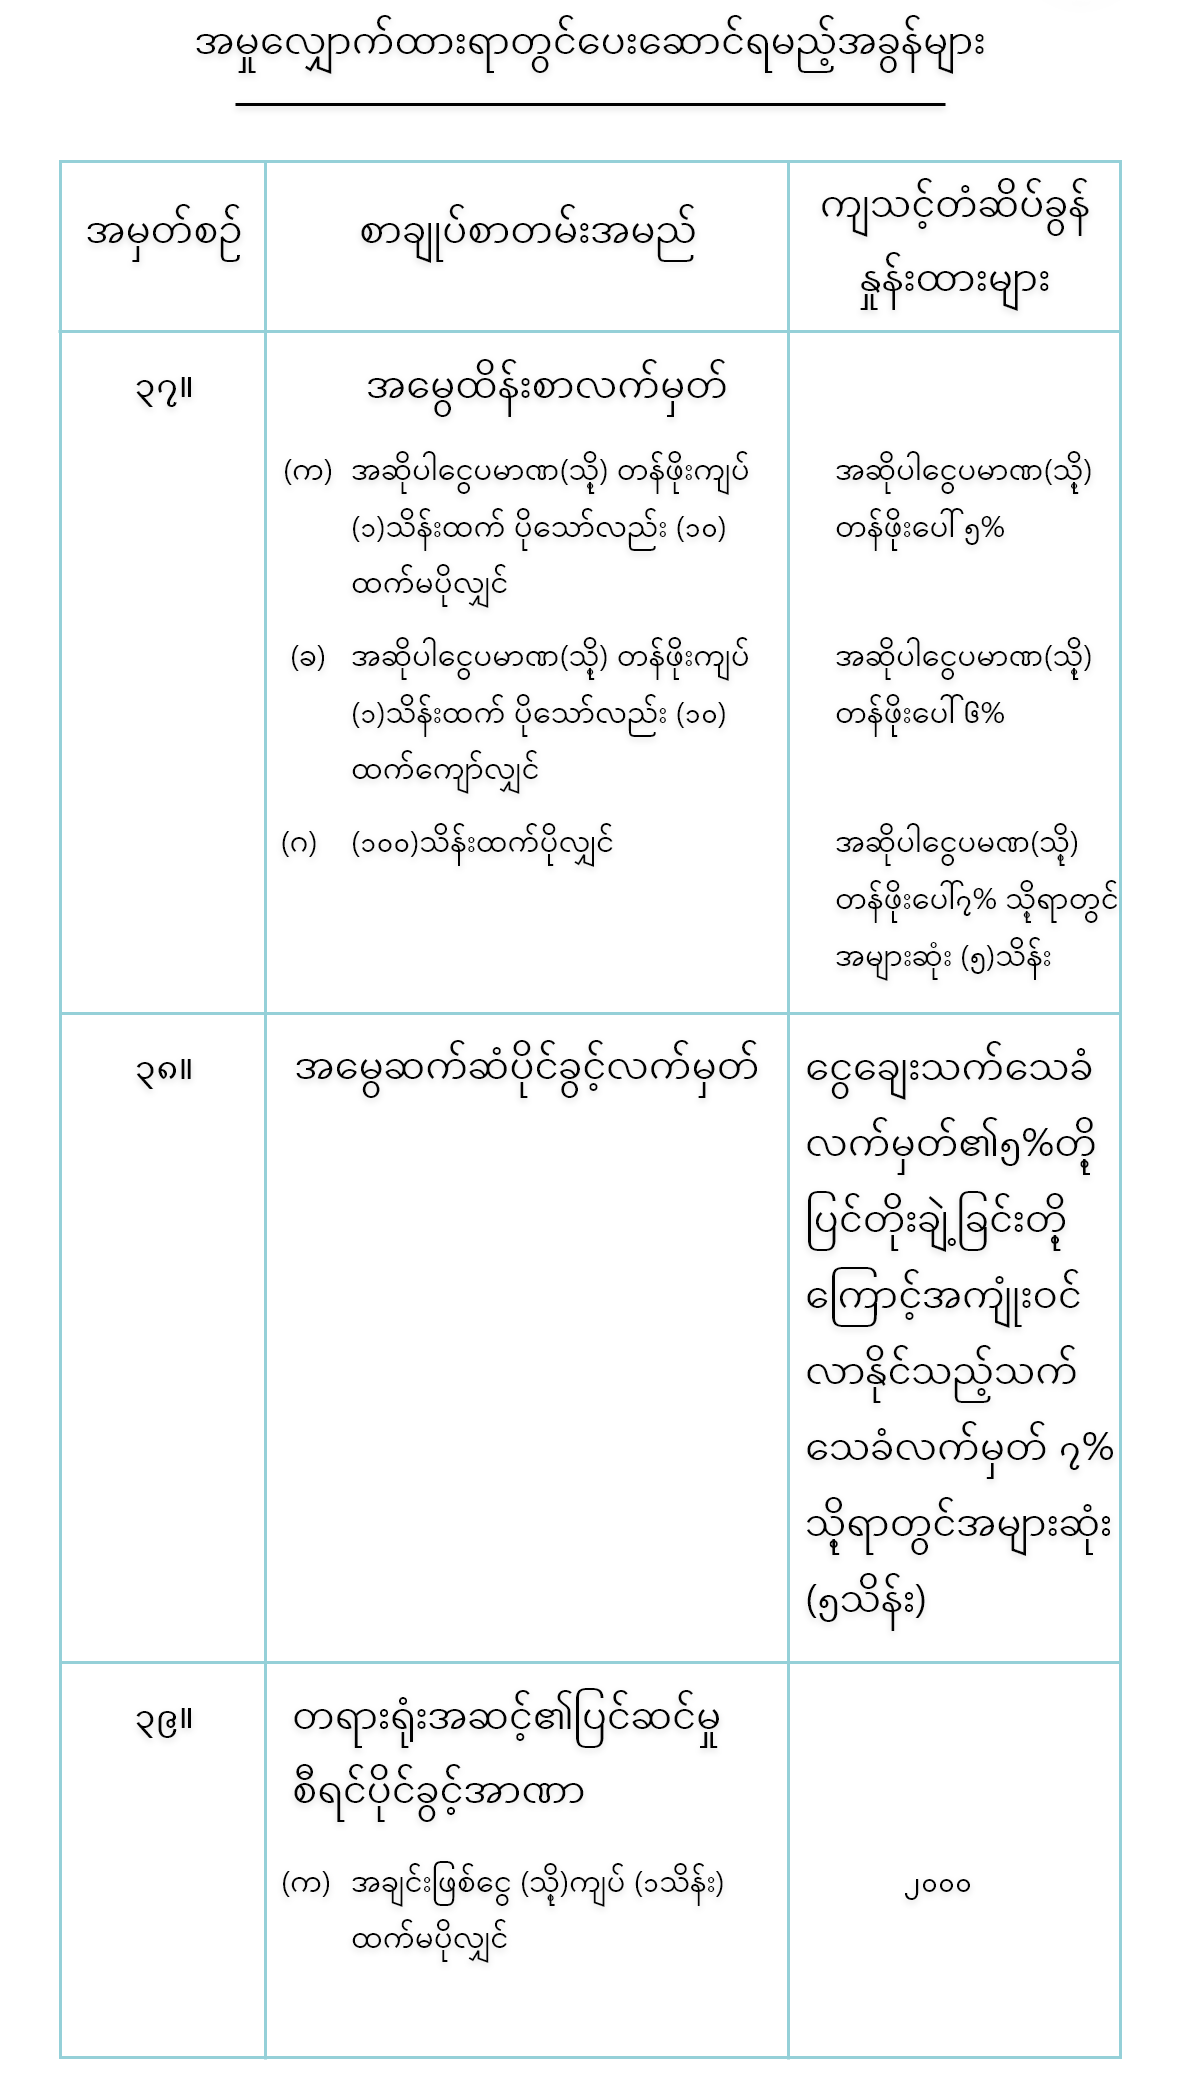 အမှုလျှောက်ထားရာတွင်ပေးဆောင်ရမည့်အခွန်များ
အမှတ်စဉ်
စာချုပ်စာတမ်းအမည်
ကျသင့်တံဆိပ်ခွန်
နှုန်းထားများ
၃၇။
အမွေထိန်းစာလက်မှတ်
(က) အဆိုပါငွေပမာဏ(သို့) တန်ဖိုးကျပ်
(၁)သိန်းထက် ပိုသော်လည်း (၁၀)
ထက်မပိုလျှင်
အဆိုပါငွေပမာဏ(သို့)
တန်ဖိုးပေါ် ၅%
(ခ) အဆိုပါငွေပမာဏ(သို့) တန်ဖိုးကျပ်
(၁)သိန်းထက် ပိုသော်လည်း (၁၀)
ထက်ကျော်လျှင်
အဆိုပါငွေပမာဏ(သို့)
တန်ဖိုးပေါ် ၆%
(ဂ) (၁၀၀)သိန်းထက်ပိုလျှင်
အဆိုပါငွေပမဏ(သို့)
တန်ဖိုးပေါ်၇% သို့ရာတွင်
အများဆုံး (၅)သိန်း
၃၈။
အမွေဆက်ဆံပိုင်ခွင့်လက်မှတ်
ငွေချေးသက်သေခံ
လက်မှတ်၏၅%တို့
ပြင်တိုးချဲ့ခြင်းတို့
ကြောင့်အကျုံးဝင်
လာနိုင်သည့်သက်
သေခံလက်မှတ် ၇%
သို့ရာတွင်အများဆုံး
(၅သိန်း)
၃၉။
တရားရုံးအဆင့်၏ပြင်ဆင်မှု
စီရင်ပိုင်ခွင့်အာဏာ
(က) အချင်းဖြစ်ငွေ (သို့)ကျပ် (၁သိန်း)
ထက်မပိုလျှင်
၂၀၀၀